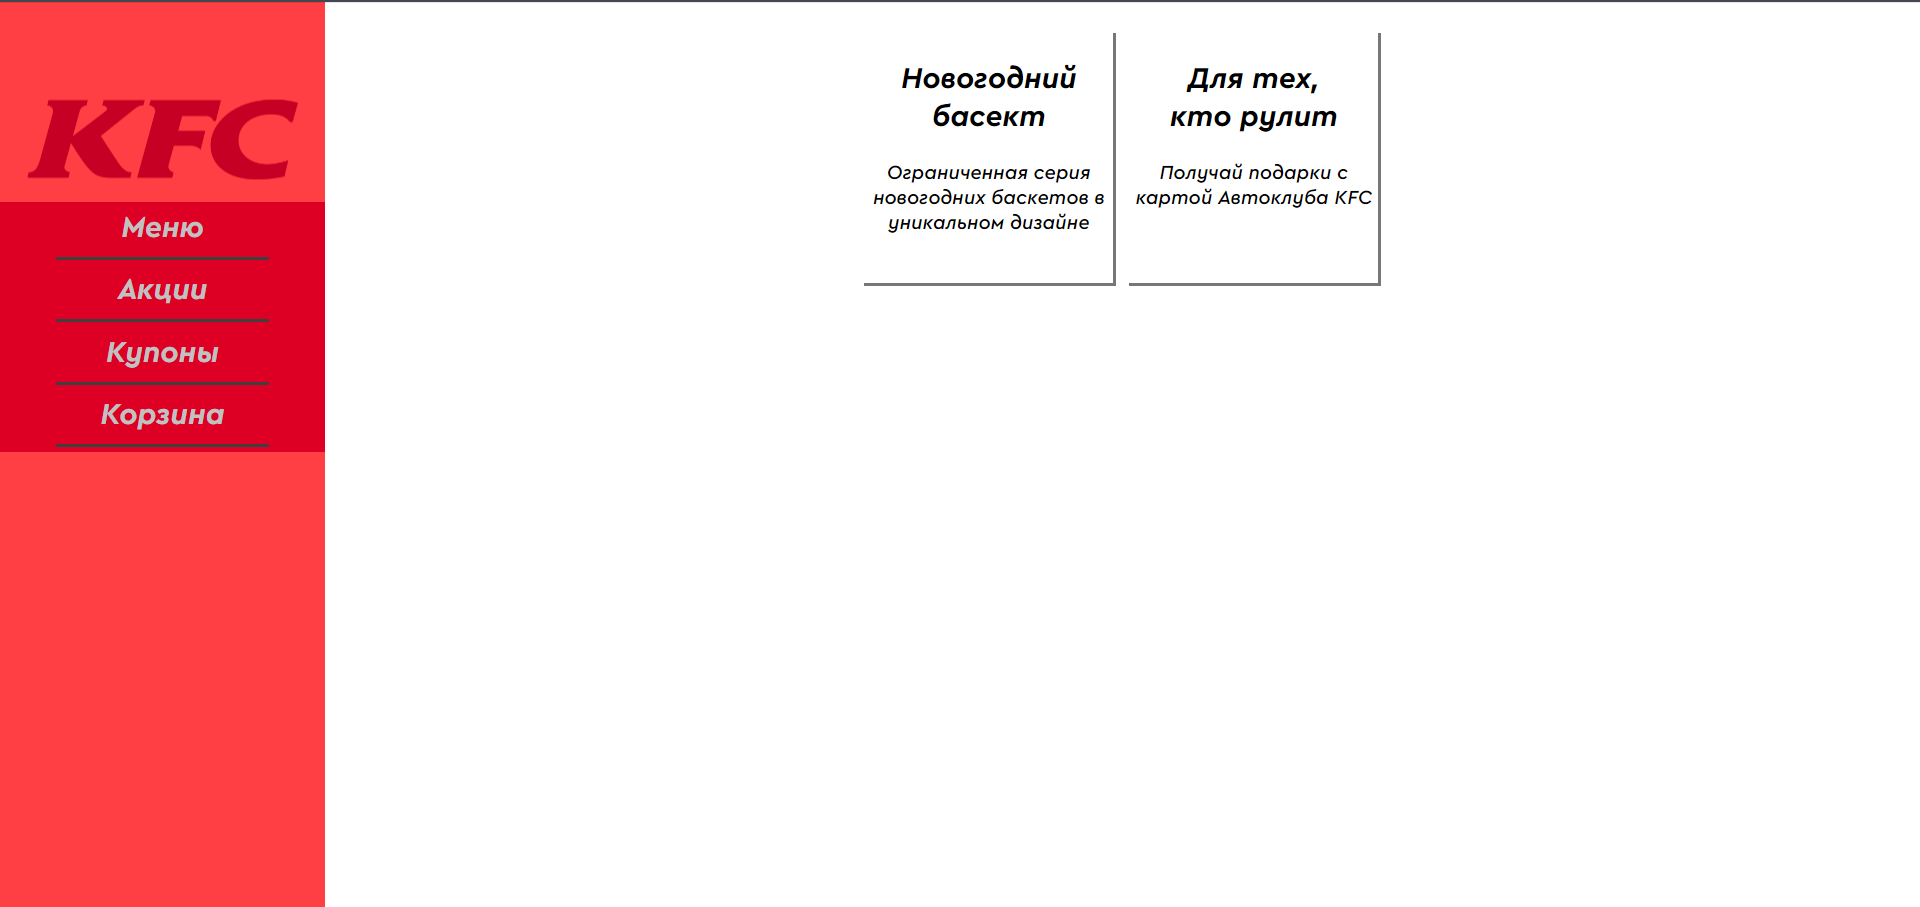 KFC
Меню
Акции
Купоны
Корзина
Новогодний
басект
Ограниченная серия
новогодних баскетов в
уникальном дизайне
Для тех,
кто рулит
Получай подарки с
картой Автоклуба KFC